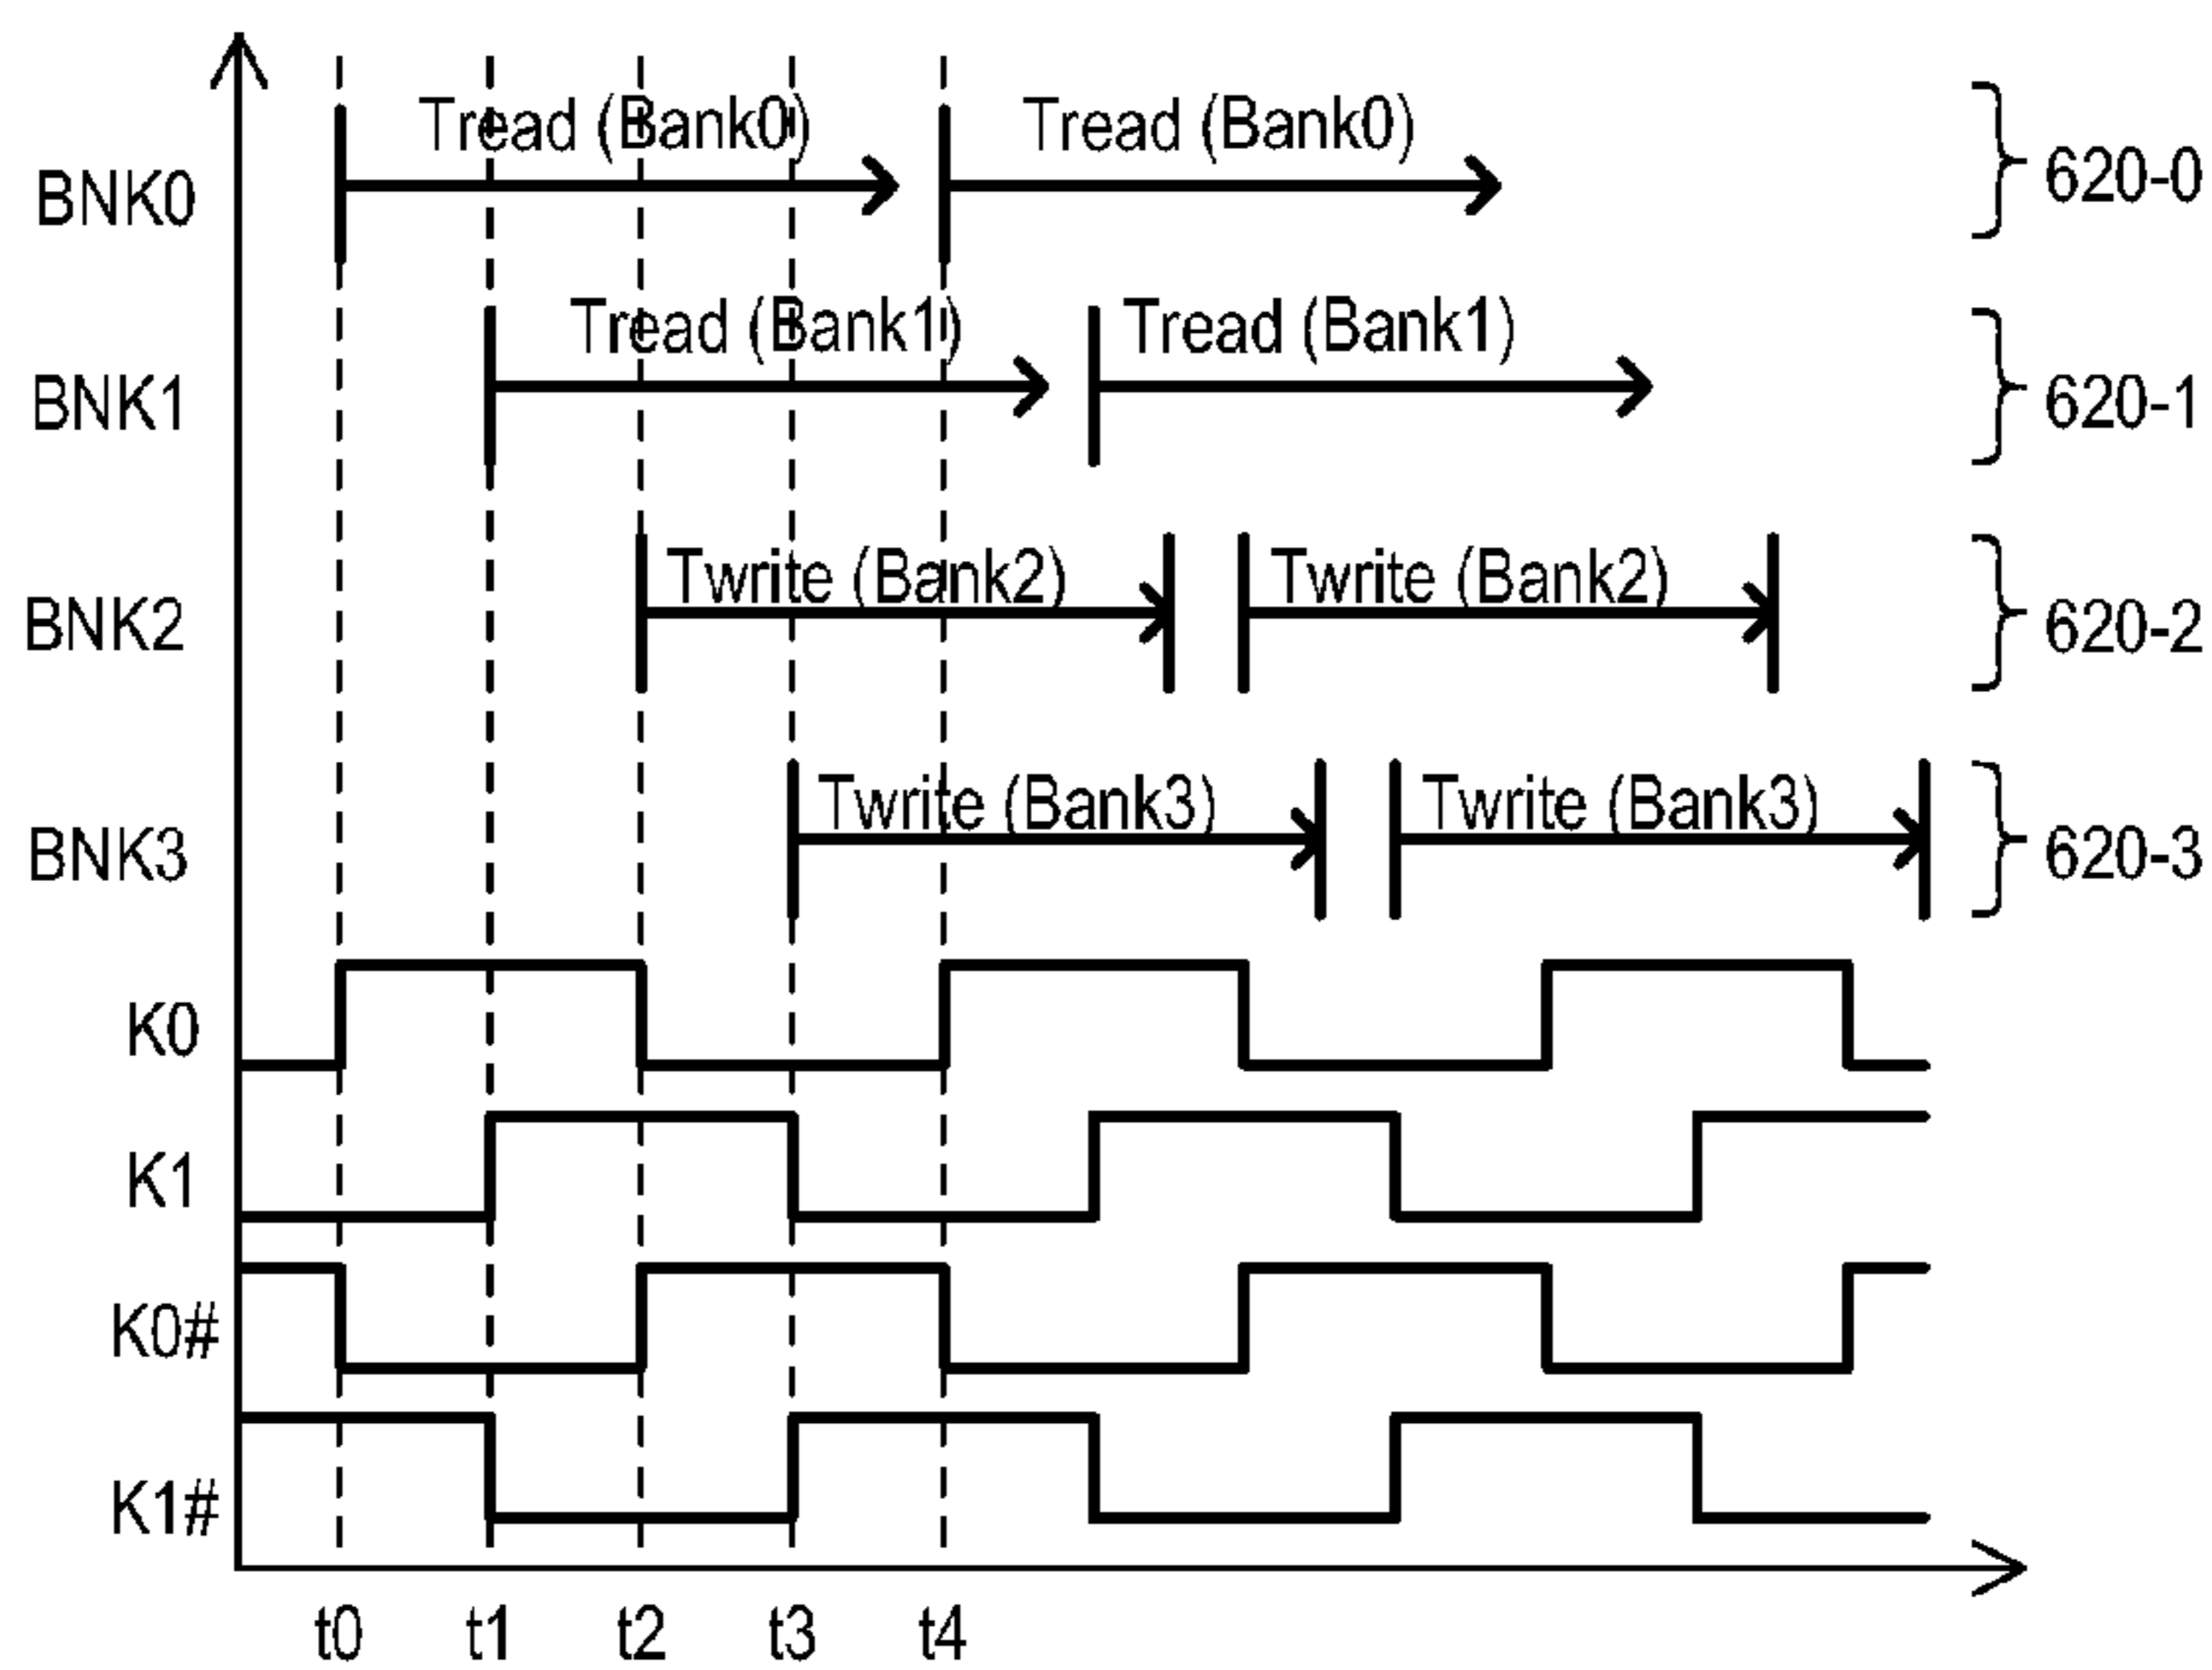 Tread (Bank0) Tread (Bank0)
BNK0 620-0
Tread (Bank1) Tread (Bank1)
BNK1 620-1
Twrite (Bank2) Twrite (Bank2)
BNK2 620-2
Twrite (Bank3) Twrite (Bank3)
BNK3 620-3
K0
K1
K0#
K1#
t0 t1 t2 t3 t4